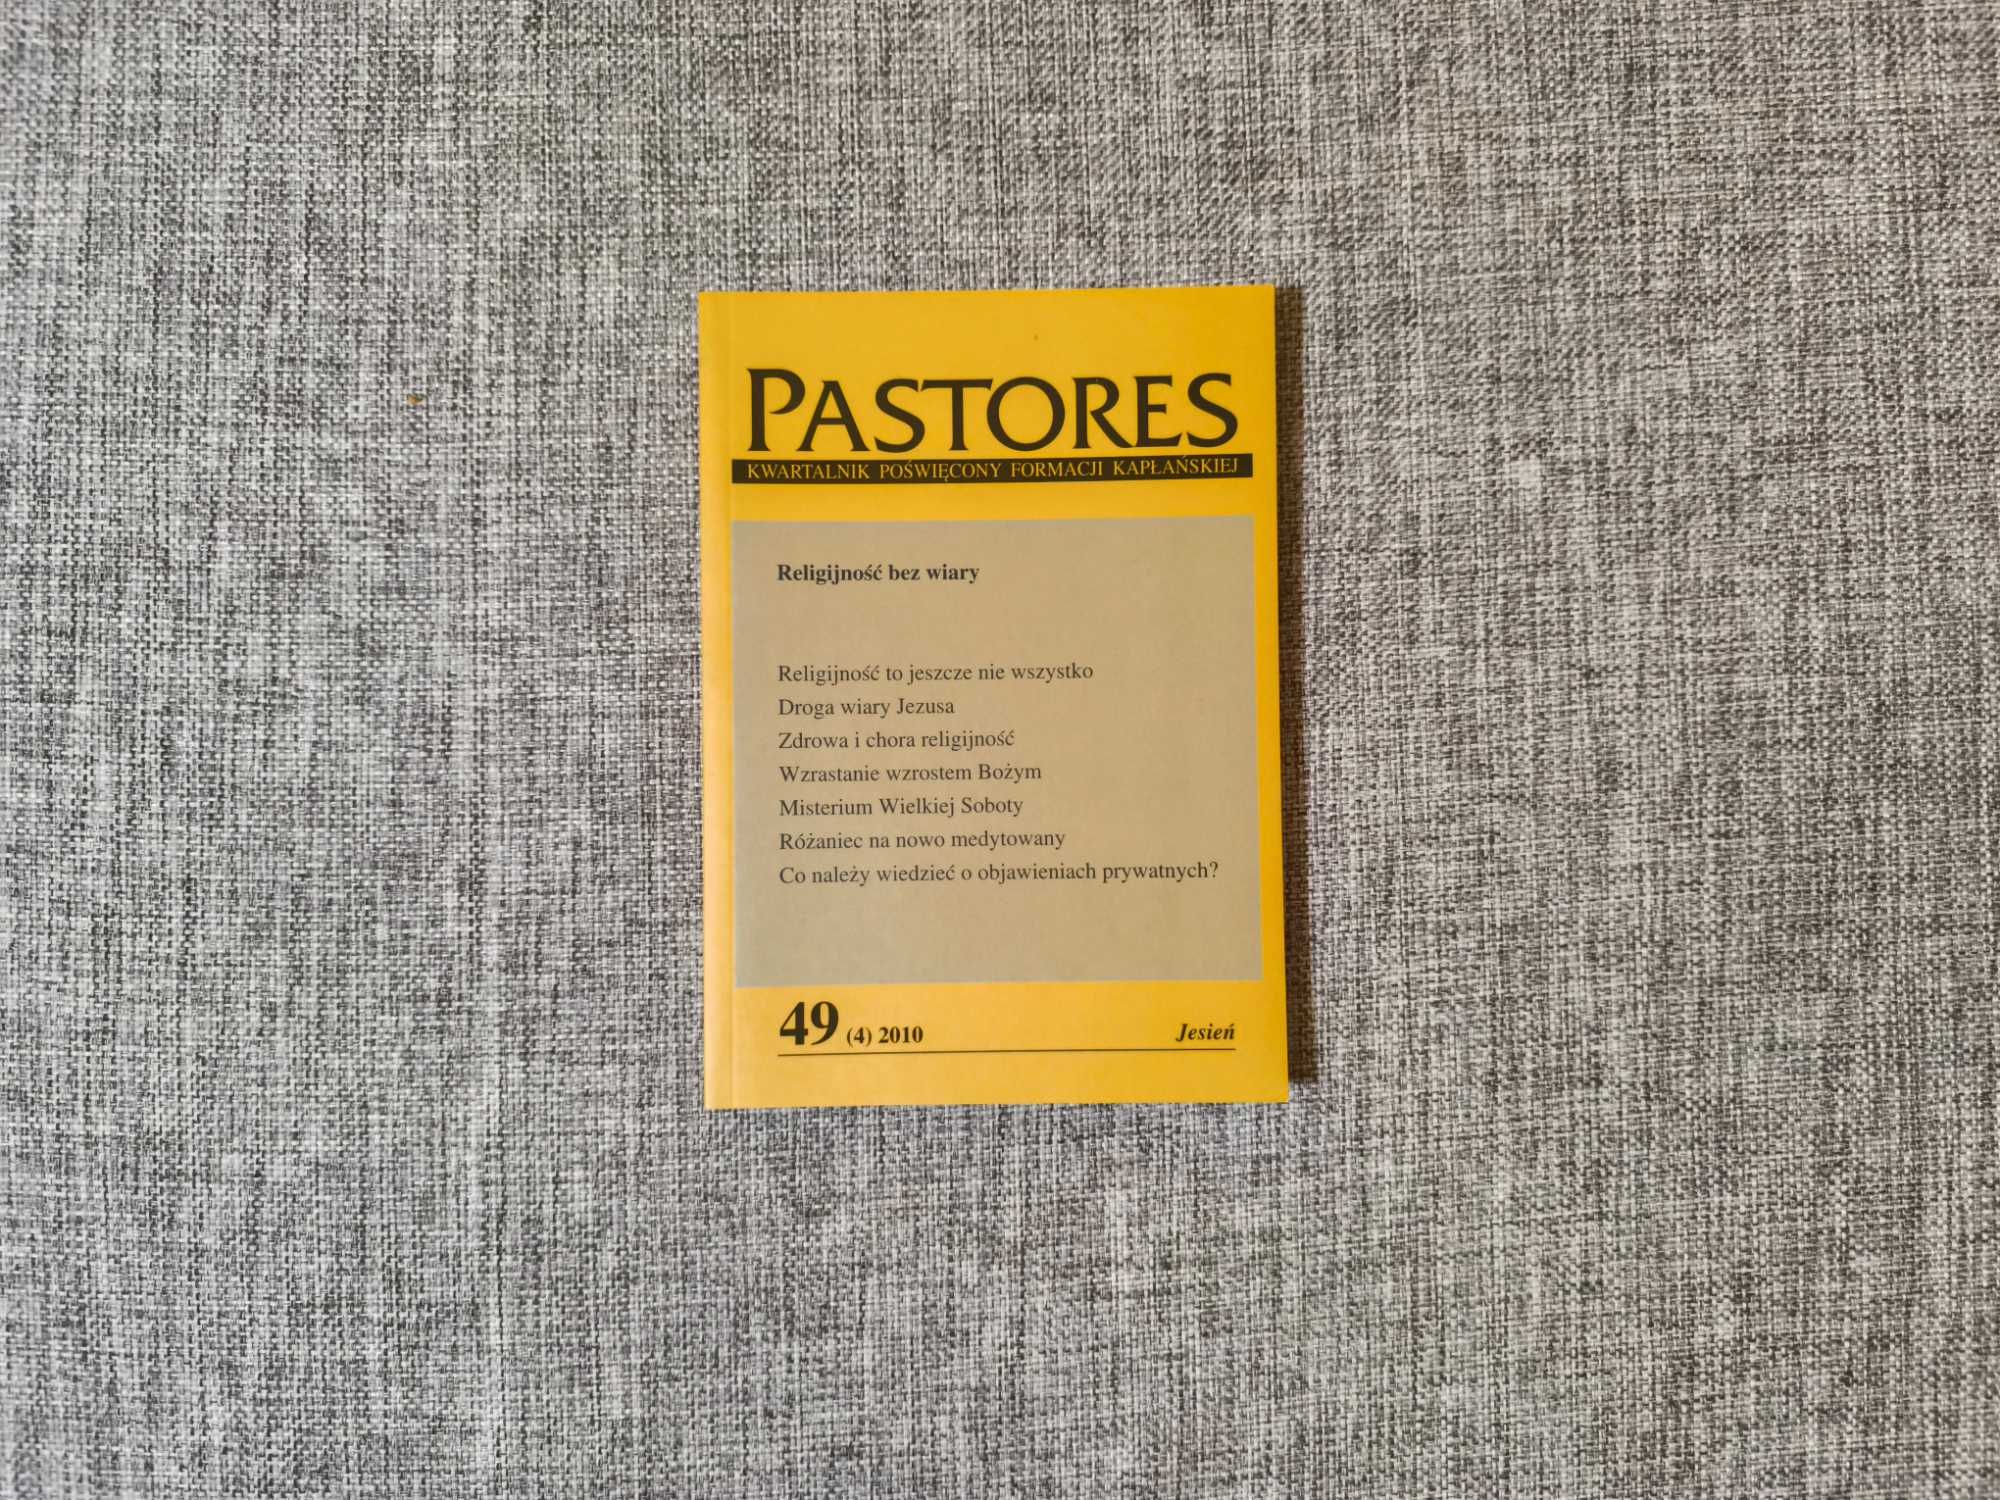 PASTORES
KWARTALNIK POŚWIĘCONY FORMACJI KAPŁAŃSKIEJ
Religijność bez wiary
Religijność to jeszcze nie wszystko
Droga wiary Jezusa
Zdrowa i chora religijność
Wzrastanie wzrostem Bożym
Misterium Wielkiej Soboty
Różaniec na nowo medytowany
Co należy wiedzieć o objawieniach prywatnych?
49 (4) 2010 Jesień